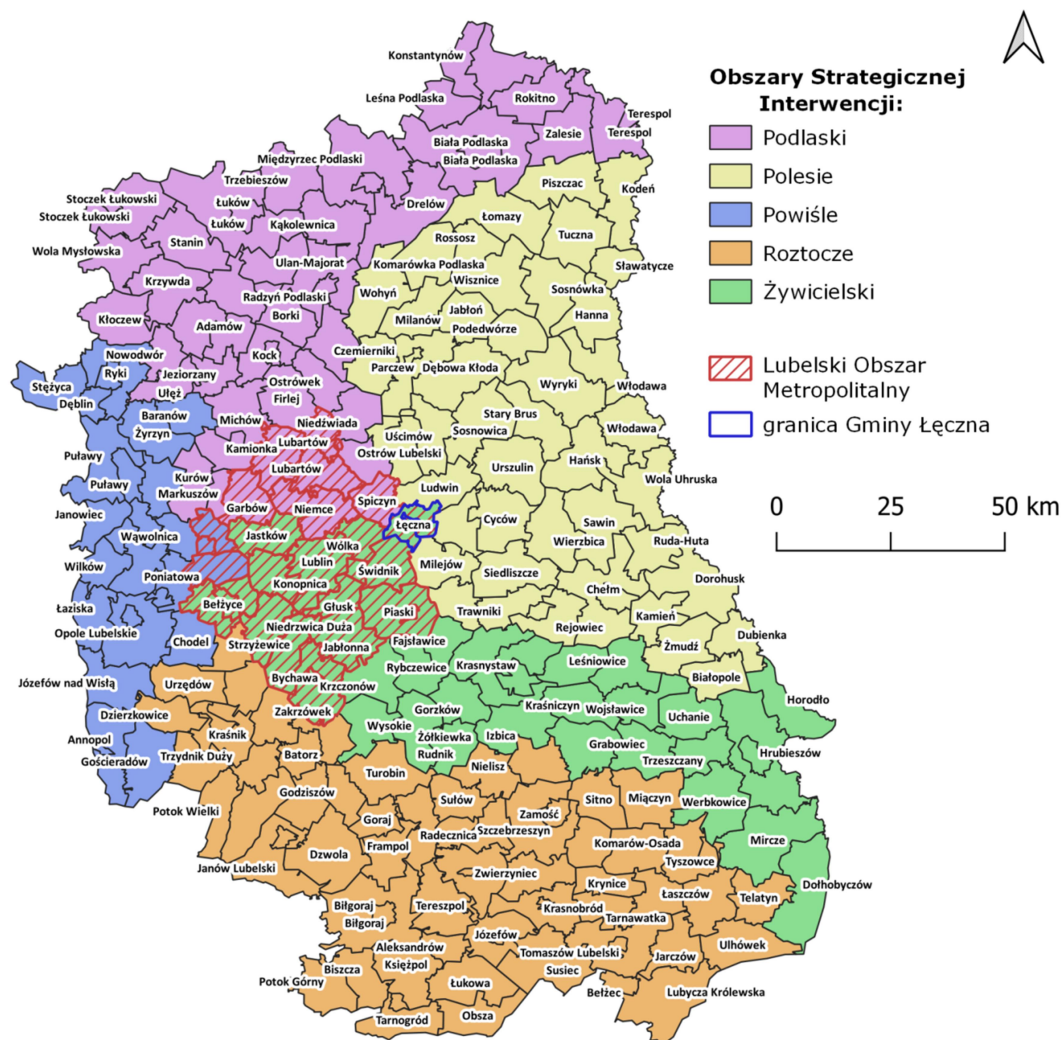 Obszary Strategicznej
Interwencji:
Podlaski
Polesie
Powiśle
Roztocze
Żywicielski
Lubelski Obszar
Metropolitalny
granica Gminy Łęczna
0 25 50 km
Konstantynów
Leśna Podlaska
Rokitno
Terespol
Zalesie
Terespol
Biała Podlaska
Biała Podlaska
Międzyrzec Podlaski
Trzebieszów
Piszczac
Kodeń
Stoczek Łukowski
Łuków
Drelów
Stoczek Łukowski
Łuków
Kąkolewnica
Łomazy
Stanin
Rossosz
Tuczna
Wola Mysłowska
Ulan-Majorat
Komarówka Podlaska
Sławatycze
Krzywda
Wisznice
Sosnówka
Radzyń Podlaski
Wohyń
Borki
Jabłoń
Hanna
Kłoczew
Adamów
Milanów
Podedwórze
Nowodwór
Kock
Czemierniki
Ryki
Jeziorzany
Parczew
Dębowa Kłoda
Stężyca
Ostrówek
Wyryki
Włodawa
Ułęż
Firlej
Dęblin
Baranów
Michów
Niedźwiada
Stary Brus
Żyrzyn
Lubartów
Uścimów
Sosnowica
Włodawa
Kamionka
Ostrów Lubelski
Puławy
Lubartów
Urszulin
Hańsk
Kurów
Wola Uhruska
Puławy
Markuszów
Spiczyn
Ludwin
Garbów
Niemce
Janowiec
Łęczna
Cyców
Sawin
Wąwolnica
Jastków
Wólka
Wierzbica
Ruda-Huta
Lublin
Milejów
Wilków
Świdnik
Siedliszcze
Poniatowa
Konopnica
Chełm
Dorohusk
Bełżyce
Głusk
Piaski
Trawniki
Kamień
Łaziska
Niedrzwica Duża
Rejowiec
Opole Lubelskie
Fajsławice
Dubienka
Chodel
Strzyżewice
Jabłonna
Żmudź
Rybczewice
Krasnystaw
Leśniowice
Bychawa
Białopole
Józefów nad Wisłą
Urzędów
Krzczonów
Horodło
Dzierzkowice
Zakrzówek
Gorzków
Kraśniczyn
Wojsławice
Uchanie
Wysokie
Kraśnik
Żółkiewka
Izbica
Annopol
Grabowiec
Hrubieszów
Gościeradów
Trzydnik Duży
Batorz
Rudnik
Trzeszczany
Turobin
Nielisz
Godziszów
Sułów
Sitno
Miączyn
Werbkowice
Potok Wielki
Goraj
Zamość
Radecznica
Szczebrzeszyn
Frampol
Komarów-Osada
Mircze
Dzwola
Tyszowce
Janów Lubelski
Zwierzyniec
Krynice
Dołhobyczów
Łaszczów
Telatyn
Biłgoraj
Tereszpol
Krasnobród
Biłgoraj
Tarnawatka
Józefów
Aleksandrów
Tomaszów Lubelski
Ulhówek
Księżpol
Jarczów
Biszcza
Susiec
Potok Górny
Łukowa
Bełżec
Lubycza Królewska
Tarnogród
Obsza